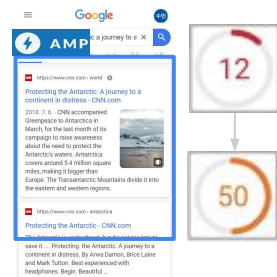 Google
수민
AMP
c a journey to a ×
https://www.cnn.com › world
Protecting the Antarctic: A journey to a
continent in distress - CNN.com
2018. 7. 6. - CNN accompanied
Greenpeace to Antarctica in
March, for the last month of its
campaign to raise awareness
about the need to protect the
Antarctic's waters. Antarctica
covers around 5.4 million square
miles, making it bigger than
Europe. The Transantarctic Mountains divide it into
the eastern and western regions.
https://www.cnn.com › antarctica
Protecting the Antarctic - CNN.com
save it. ... Protecting. the Antarctic. A journey to a
continent in distress. By Arwa Damon, Brice Laine
and Mark Tutton. Best experienced with
headphones. Begin. Beautiful ...
12
50